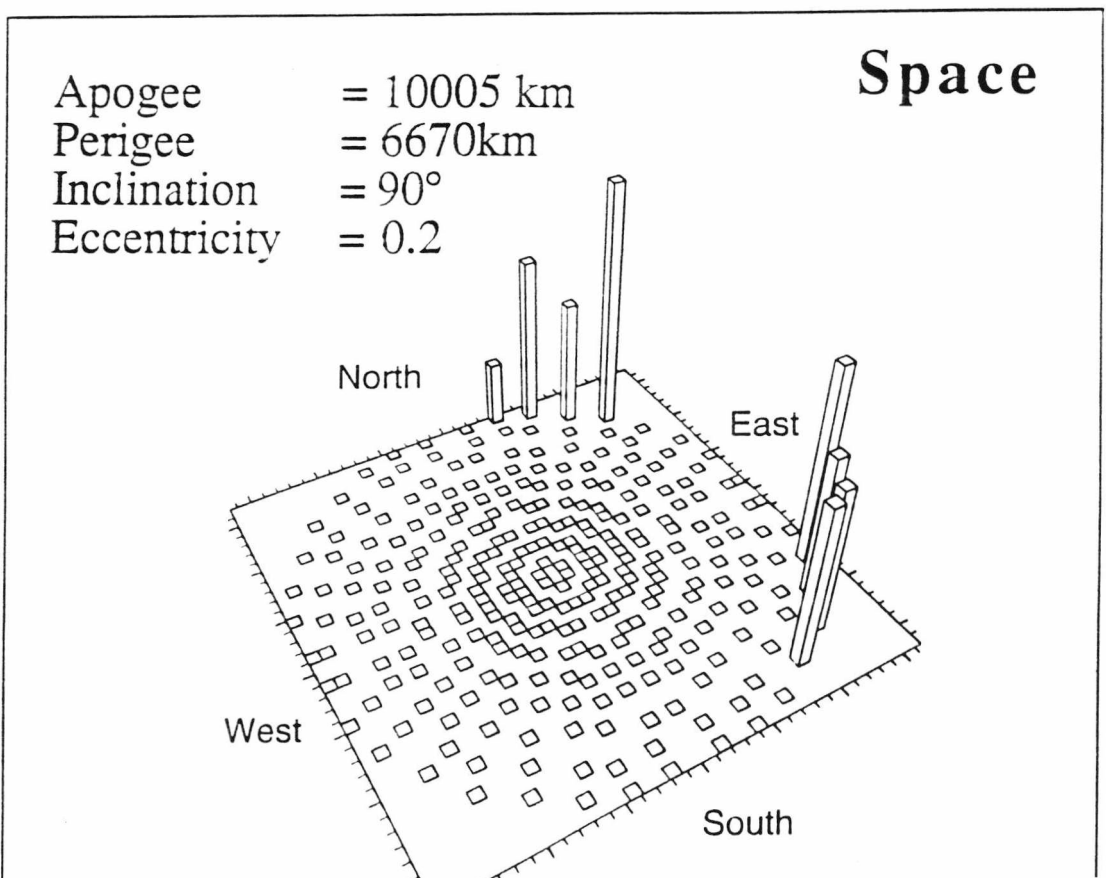 Space
Apogee = 10005 km
Perigee = 6670km
Inclination = 90°
Eccentricity = 0.2
North
East
West
South